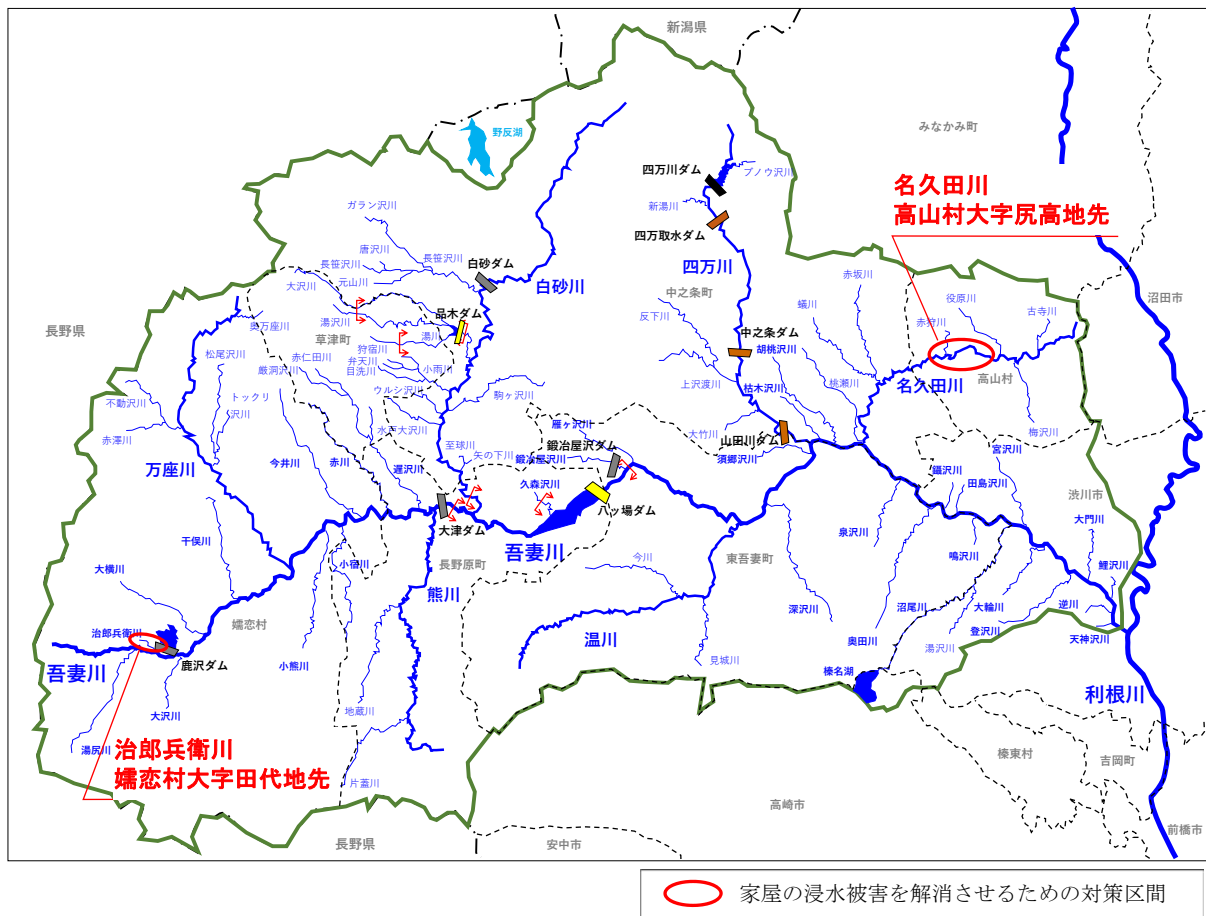 新潟県
野反湖
みなかみ町
四万川ダム
ブノウ沢川
新湯川
四万取水ダム
名久田川
高山村大字尻高地先
ガラン沢川
唐沢川
長笹沢川
長笹沢川
白砂ダム
大沢川
元山川
四万川
白砂川
中之条町
赤坂川
沼田市
長野県
品木ダム
湯沢川
奥万座川
草津町
湯川
反下川
蟻川
役原川
古寺川
赤狩川
中之条ダム
胡桃沢川
狩宿川
弁天川
目洗川
小雨川
松尾沢川
赤仁田川
厳洞沢川
上沢渡川
枯木沢川
桃瀬川
名久田川
高山村
不動沢川
トックリ
沢川
ウルシ沢川
駒ヶ沢川
赤澤川
水戸大沢川
雁ヶ沢川
大竹川
山田川ダム
梅沢川
至球川
矢の下川
鍛冶屋沢ダム
鍛冶屋沢川
須郷沢川
宮沢川
万座川
今井川
赤川
遅沢川
久森沢川
鍛沢川
田島沢川
渋川市
大津ダム
八ッ場ダム
大門川
干俣川
吾妻川
泉沢川
鳴沢川
小宿川
長野原町
今川
東吾妻町
鯉沢川
大横川
熊川
深沢川
沼尾川
大輪川
逆川
嬬恋村
治郎兵衛川
温川
奥田川
登沢川
天神沢川
湯沢川
吾妻川
鹿沢ダム
小熊川
見城川
榛名湖
利根川
大沢川
地蔵川
湯尻川
治郎兵衛川
嬬恋村大字田代地先
片蓋川
榛東村
吉岡町
高崎市
長野県
安中市
前橋市
家屋の浸水被害を解消させるための対策区間